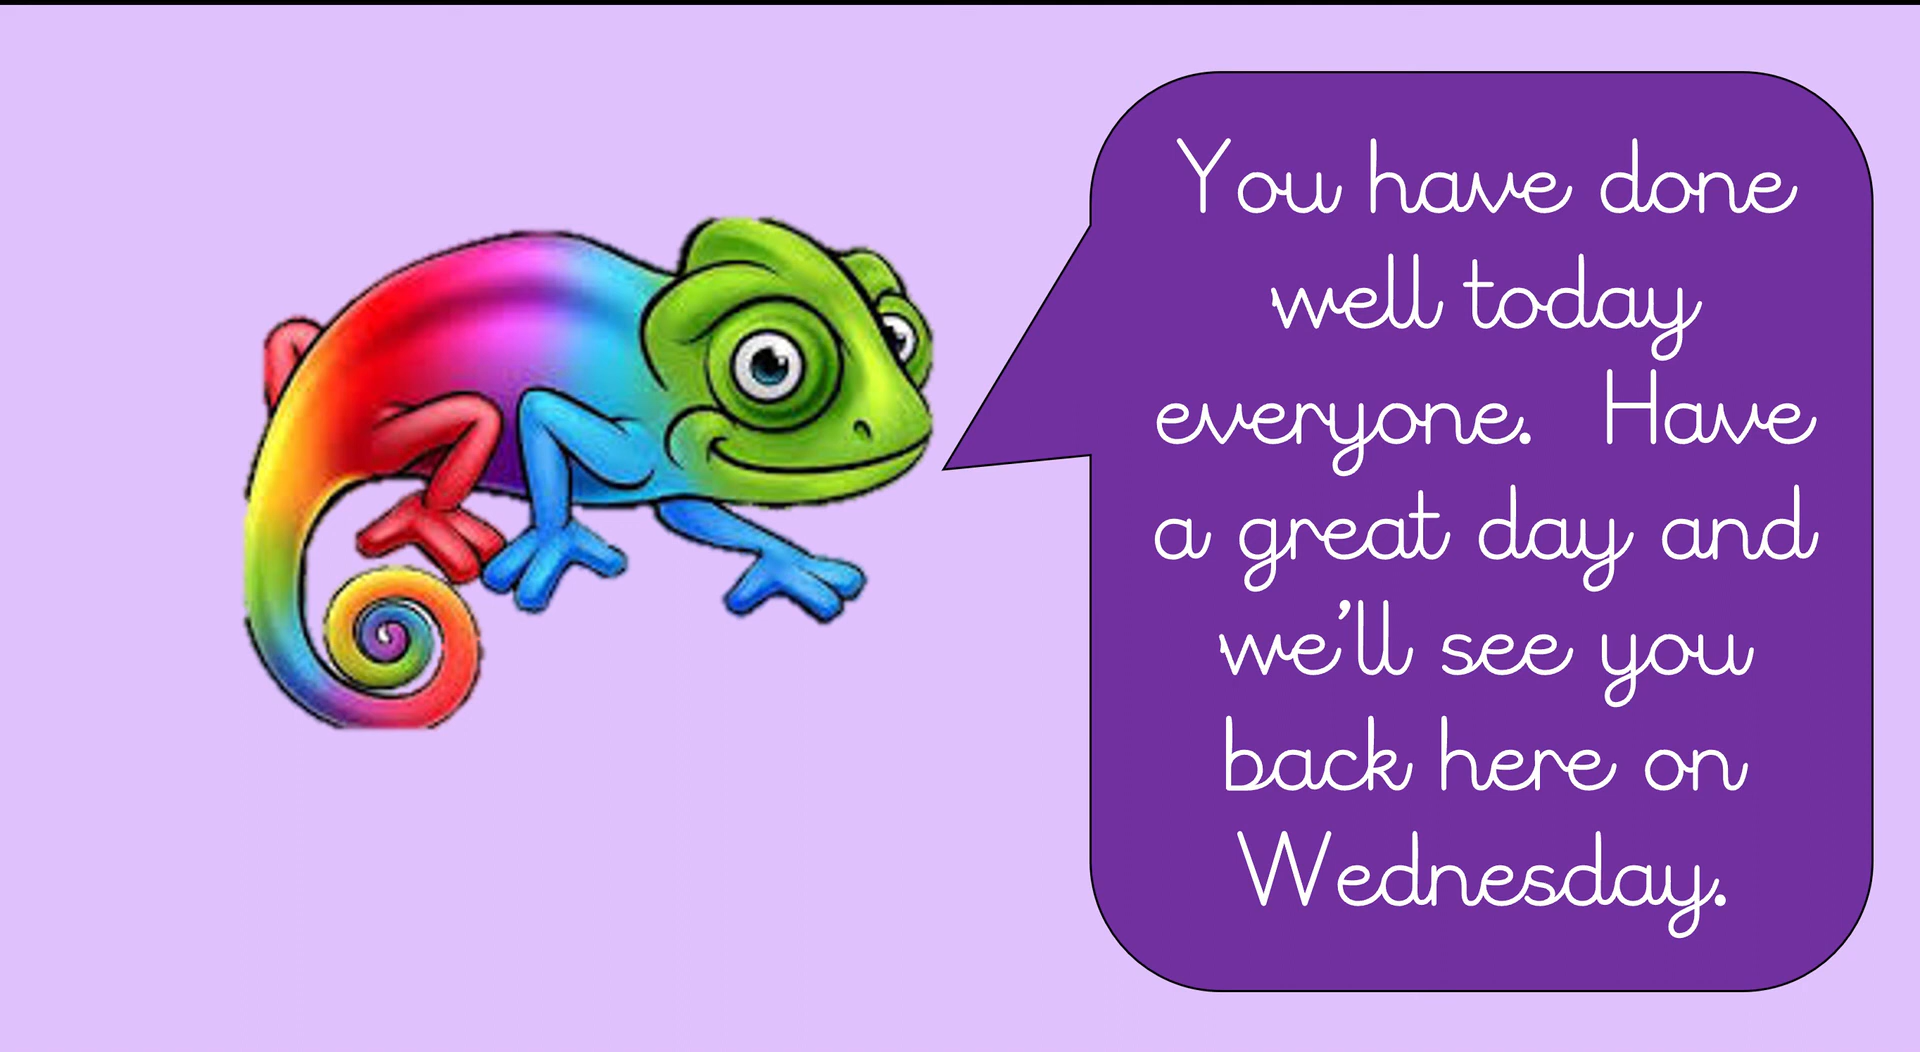 You have done
well today
everyone.   Have
a great day and
we’ll see you
back here on
Wednesday.